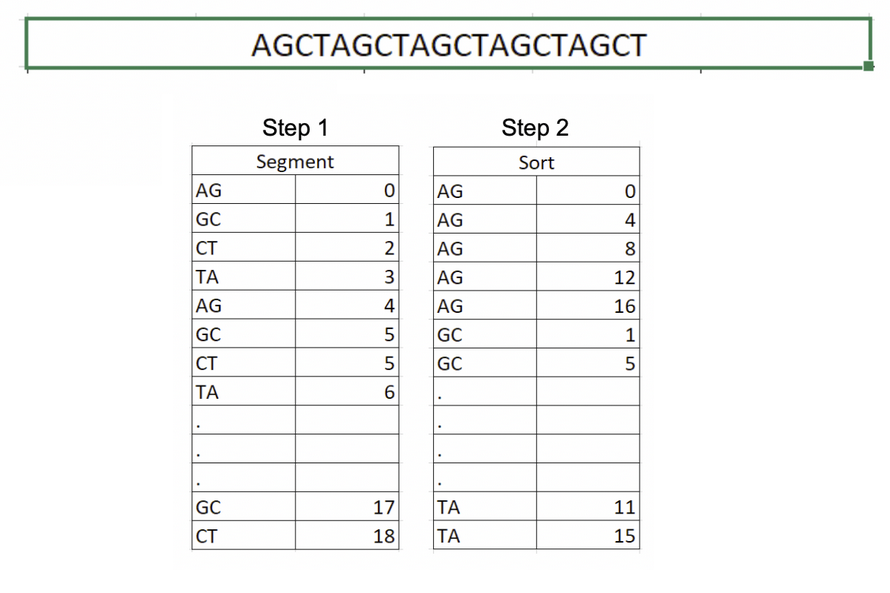 AGCTAGCTAGCTAGCTAGCT
Step 1 Step 2
Segment Sort
AG 0 AG 0
GC 1 AG 4
CT 2 AG 8
TA 3 AG 12
AG 4 AG 16
GC 5 GC 1
CT 5 GC 5
TA 6 .
. .
. .
. .
GC 17 TA 11
CT 18 TA 15